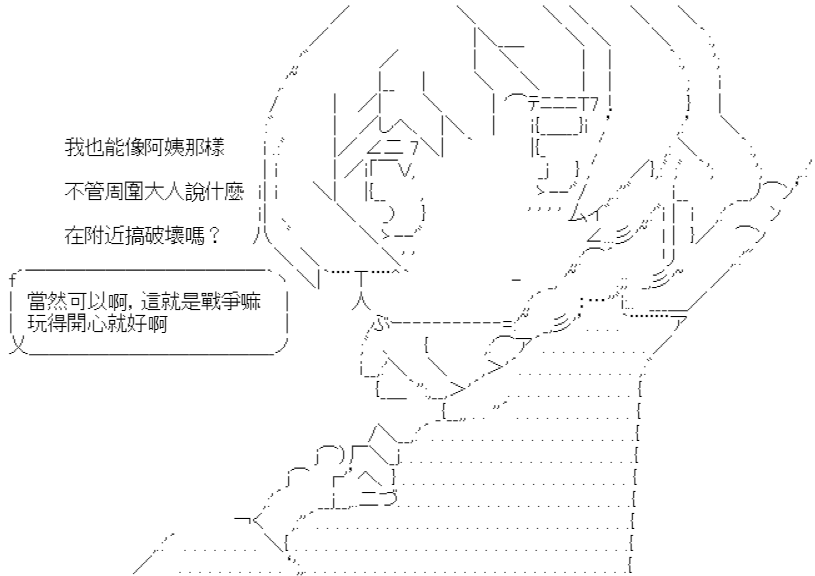 我也能像阿姨那樣
不管周圍大人說什麼
在附近搞破壞嗎？
當然可以啊, 這就是戰爭嘛
玩得開心就好啊